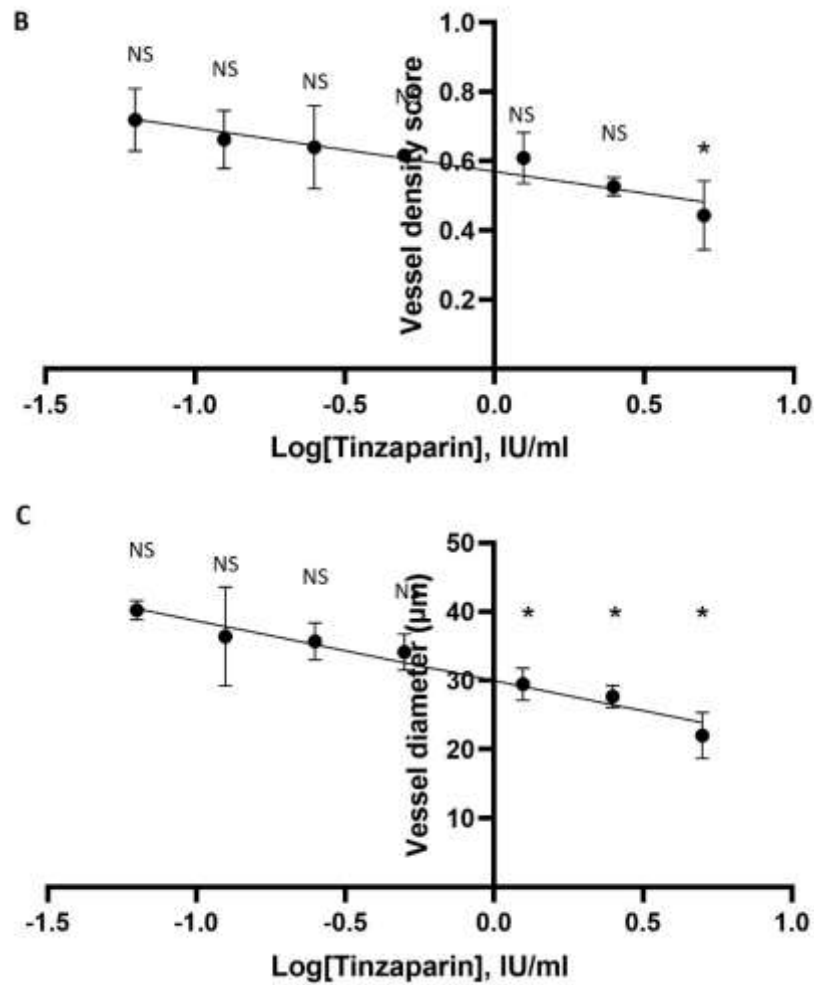 B
NS
NS
NS
N
NS
NS
*
Vessel density score
1.0
0.8
0.6
0.4
0.2
-1.5 -1.0 -0.5 0.0 0.5 1.0
Log[Tinzaparin], IU/ml
C
NS
NS
NS
NS
*
*
*
Vessel diameter (µm)
50
40
30
20
10
-1.5 -1.0 -0.5 0.0 0.5 1.0
Log[Tinzaparin], IU/ml